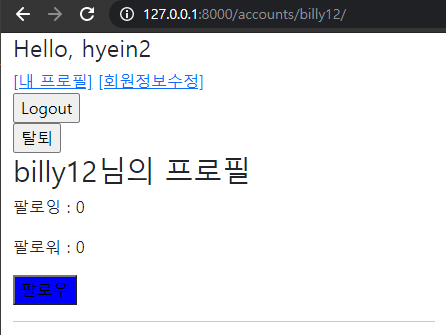 127.0.0.1:8000/accounts/billy12/
Hello, hyein2
[내 프로필] [회원정보수정]
Logout
탈퇴
billy12님의 프로필
팔로잉 : 0
팔로워 : 0
팔로우